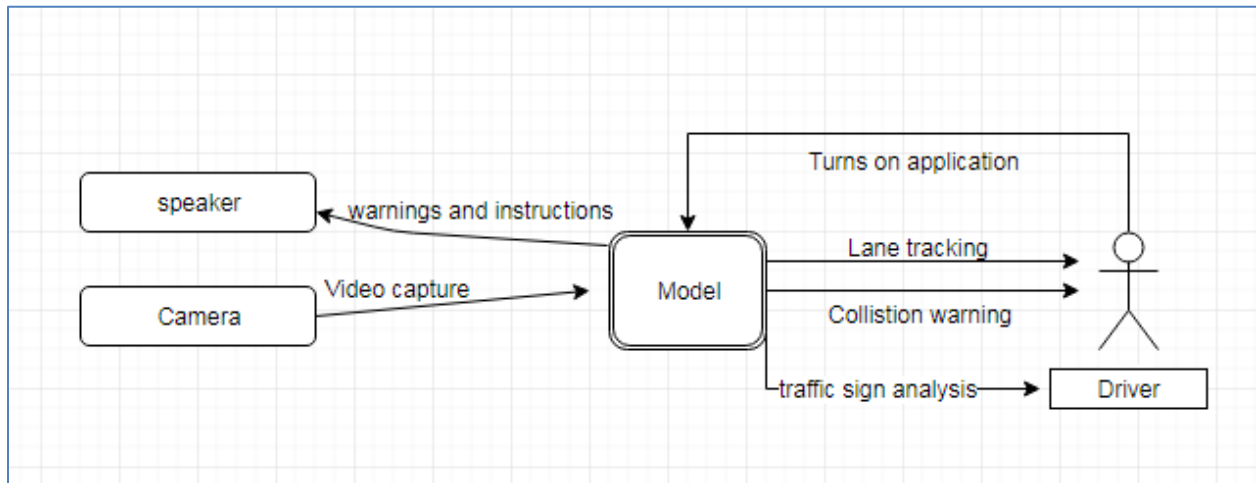 Turns on application
speaker
warnings and instructions
Lane tracking
Model
Video capture
Camera
Collistion warning
traffic sign analysis
Driver